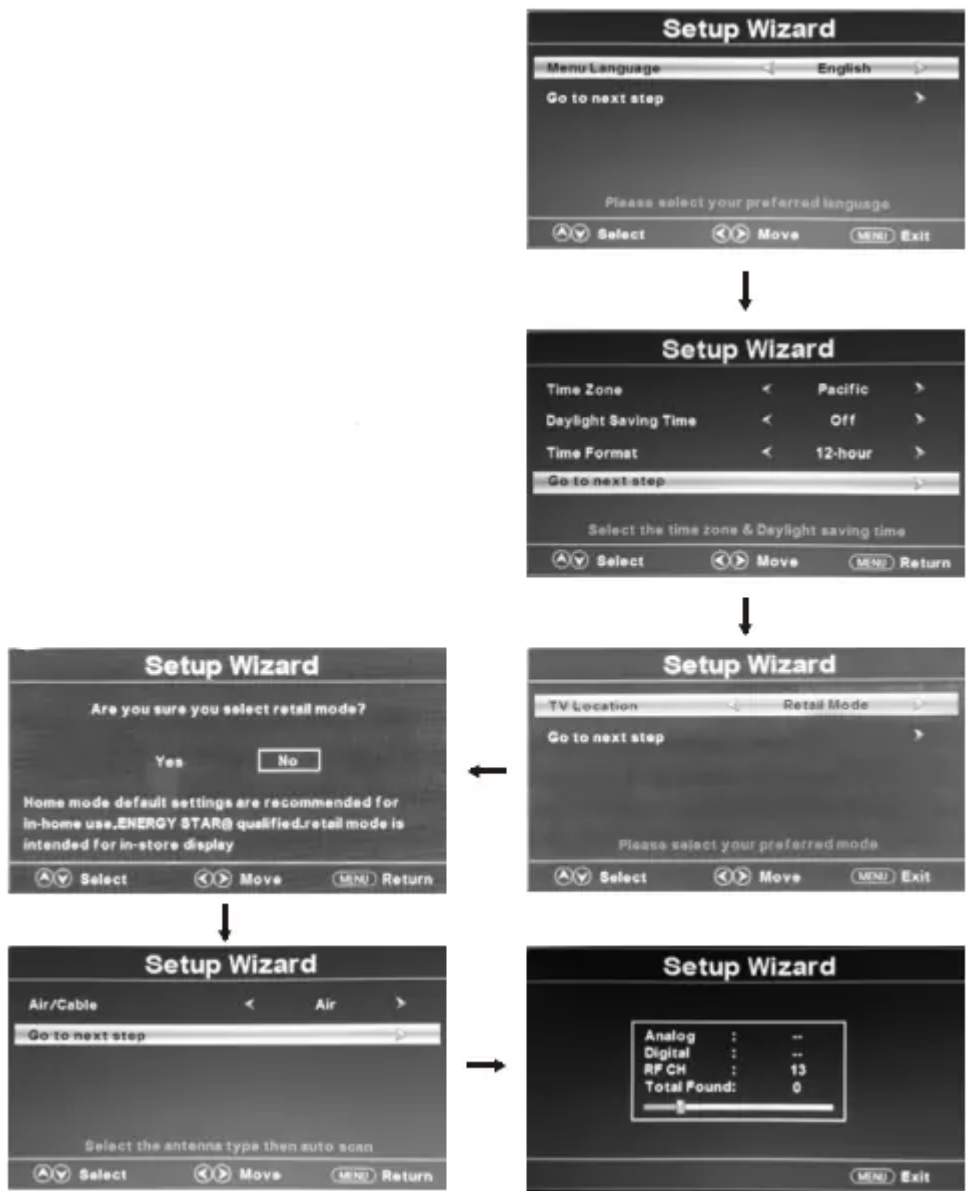 Setup Wizard
Menu Language English
Go to next step
Please select your preferred language
Select Move MENU Exit
Setup Wizard
Time Zone Pacific
Daylight Saving Time Off
Time Format 12-hour
Go to next step
Select the time zone & Daylight saving time
Select Move MENU Return
Setup Wizard
TV Location Retail Mode
Go to next step
Please select your preferred mode
Select Move MENU Exit
Setup Wizard
Are you sure you select retail mode?
Yes No
Home mode default settings are recommended for
in-home use,ENERGY STAR@ qualified.retail mode is
intended for in-store display
Select Move MENU Return
Setup Wizard
Air/Cable Air
Go to next step
Select the antenna type then auto scan
Select Move MENU Return
Setup Wizard
Analog : --
Digital : --
RF CH : 13
Total Found: 0
MENU Exit